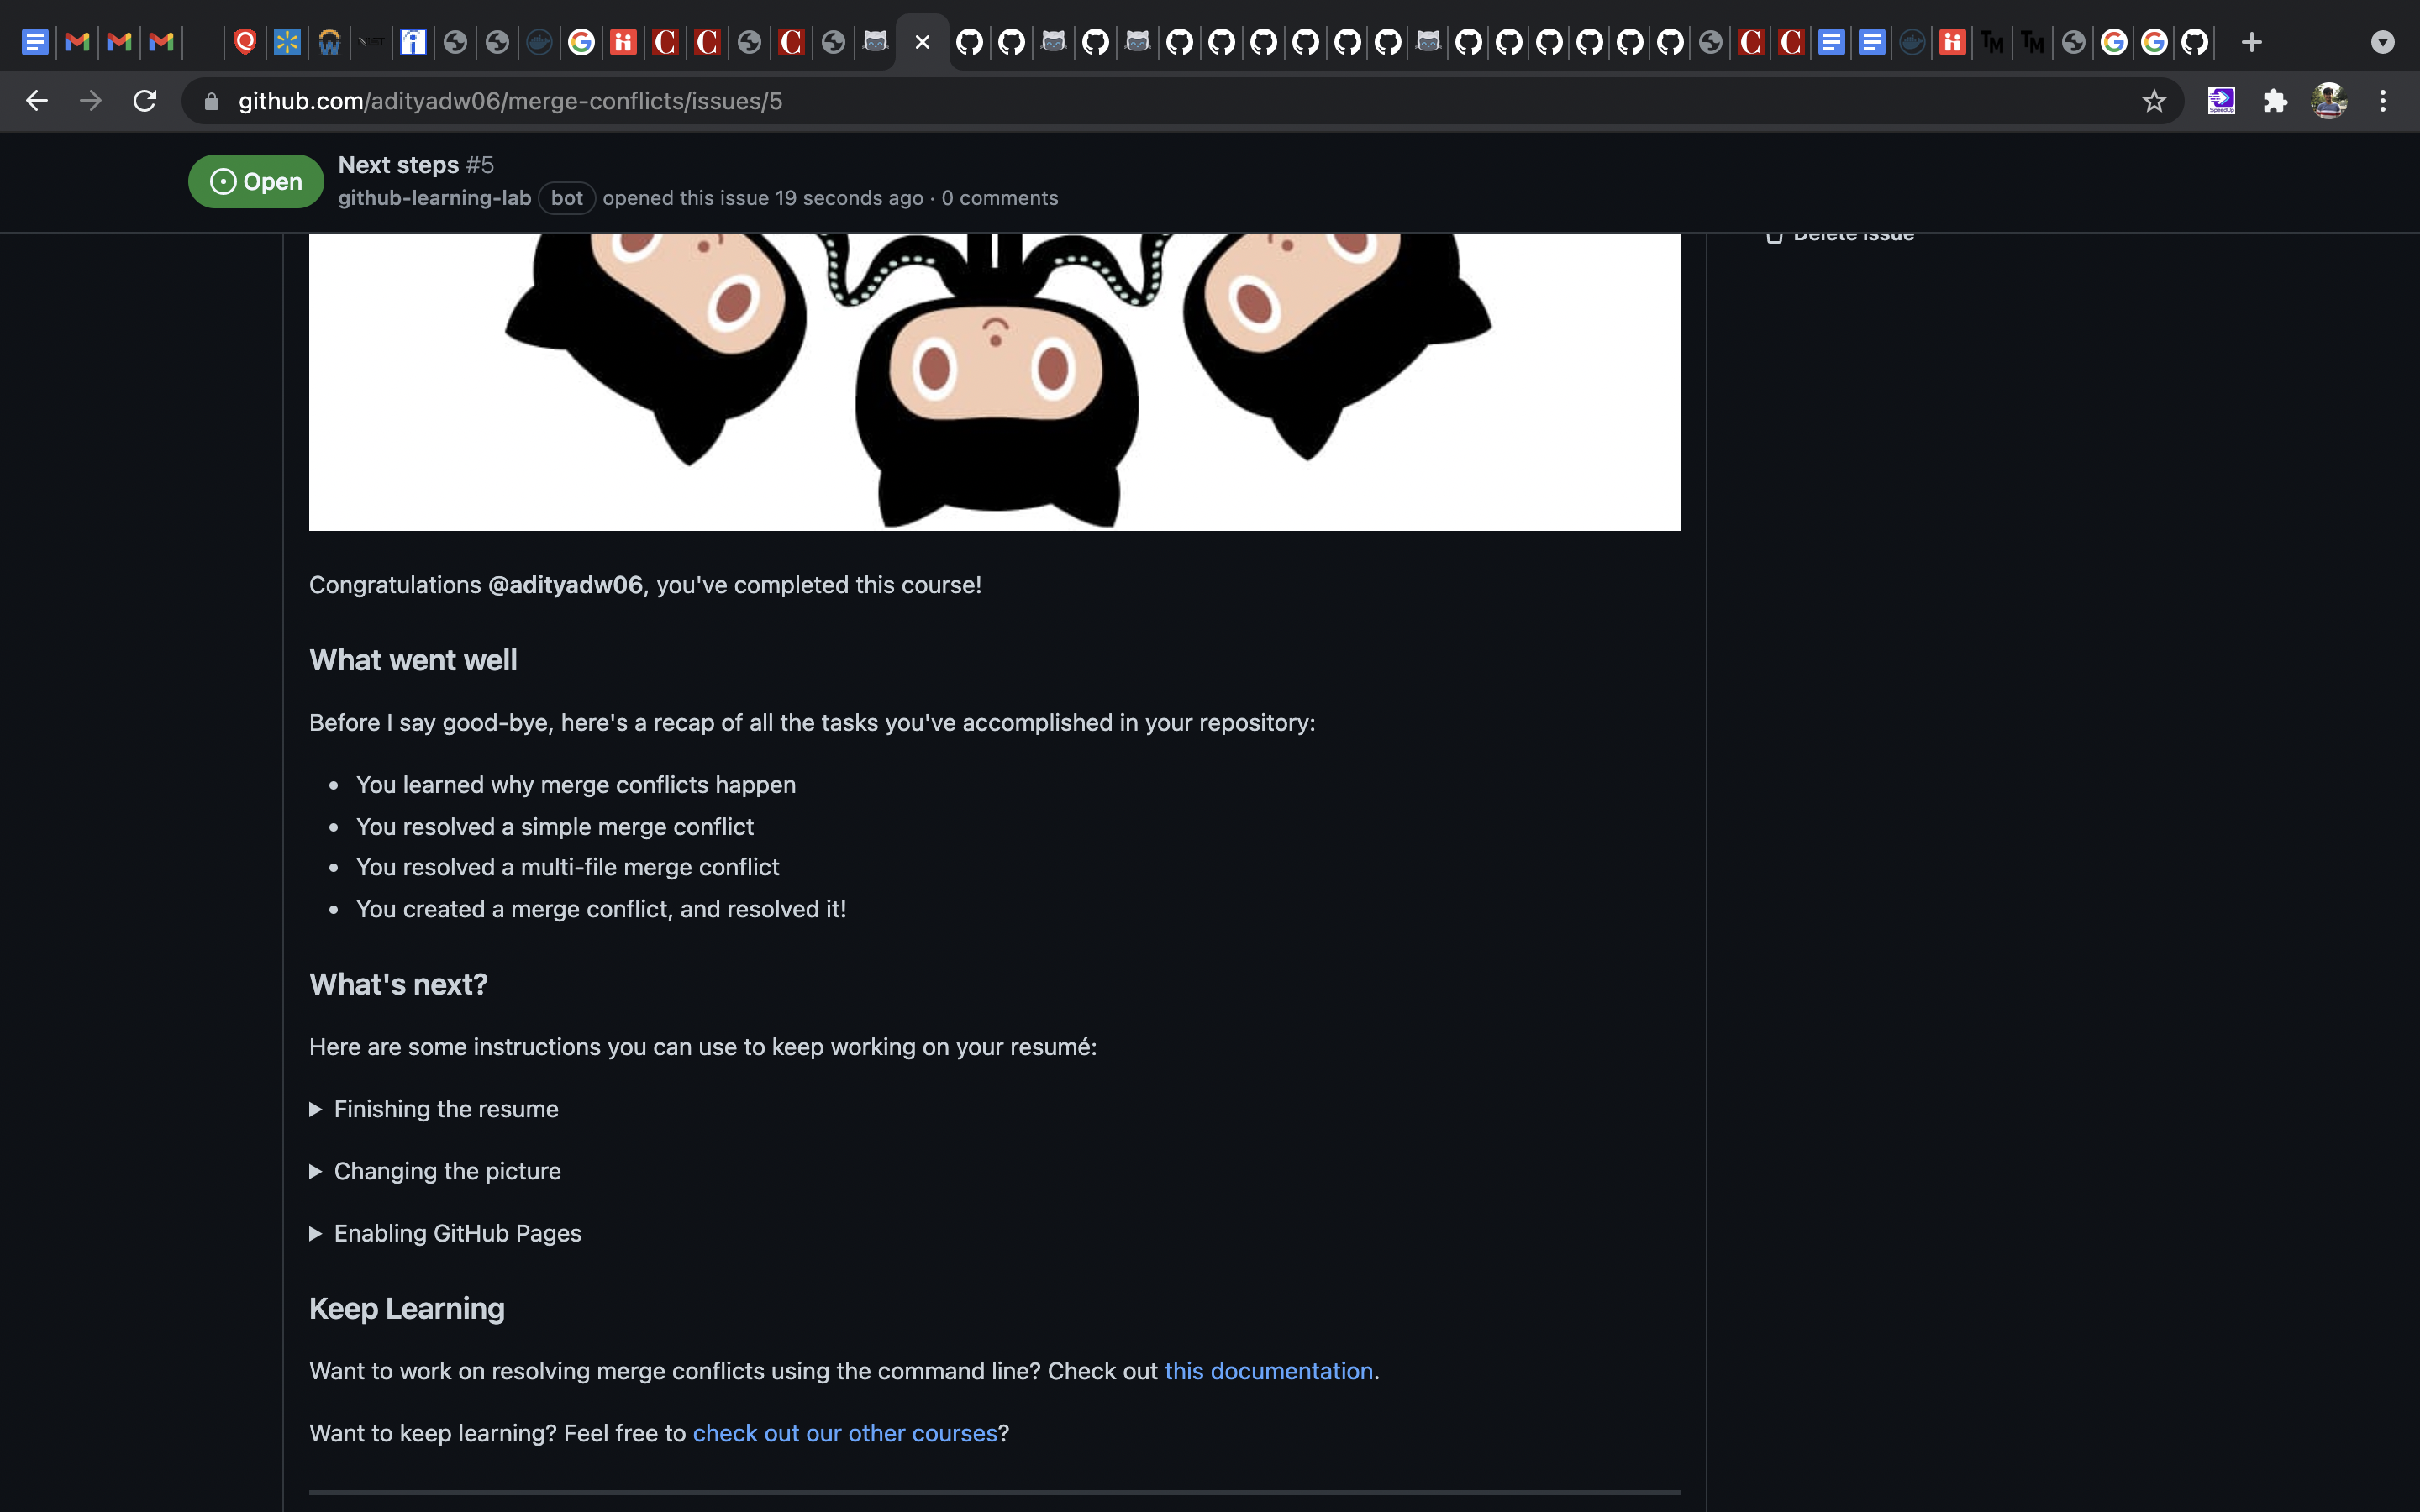 github.com/adityadw06/merge-conflicts/issues/5
Open
Next steps #5
github-learning-lab bot opened this issue 19 seconds ago · 0 comments
Delete issue
Congratulations @adityadw06, you've completed this course!
What went well
Before I say good-bye, here's a recap of all the tasks you've accomplished in your repository:
You learned why merge conflicts happen
You resolved a simple merge conflict
You resolved a multi-file merge conflict
You created a merge conflict, and resolved it!
What's next?
Here are some instructions you can use to keep working on your resumé:
Finishing the resume
Changing the picture
Enabling GitHub Pages
Keep Learning
Want to work on resolving merge conflicts using the command line? Check out this documentation.
Want to keep learning? Feel free to check out our other courses?